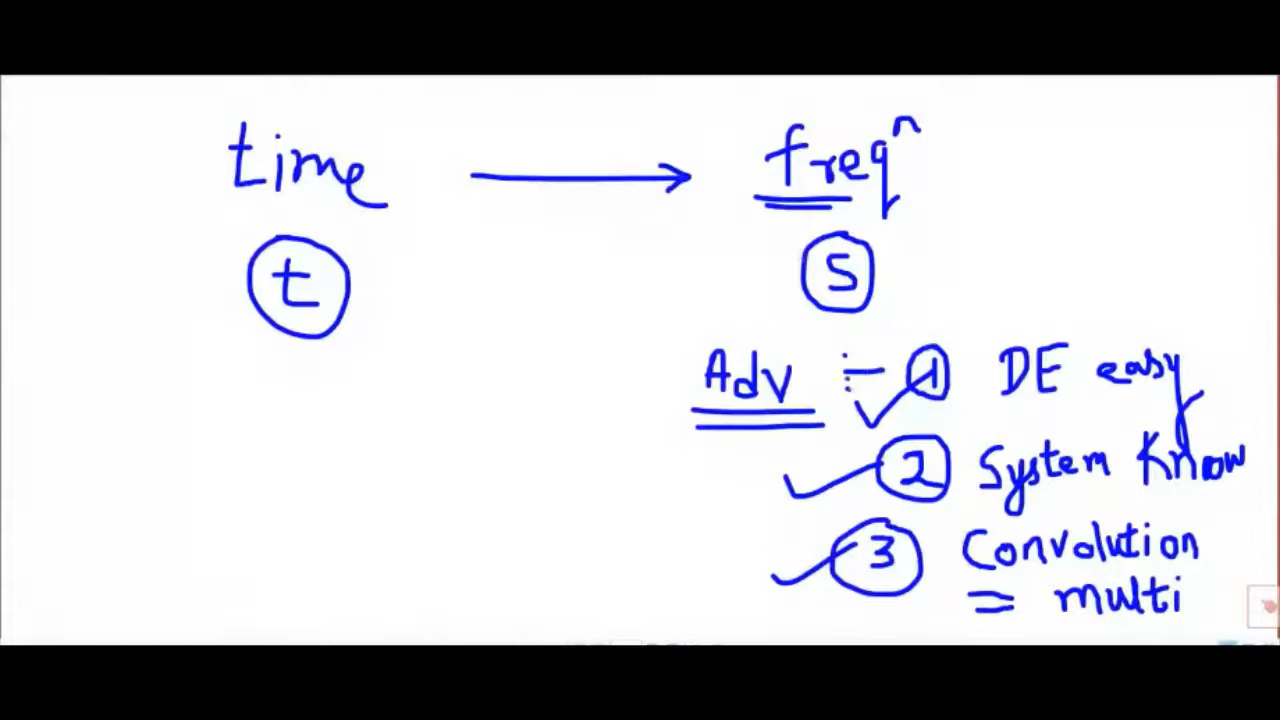 time → freqⁿ
t s
Adv :- 1 DE easy
2 System Know
3 Convolution
= multi